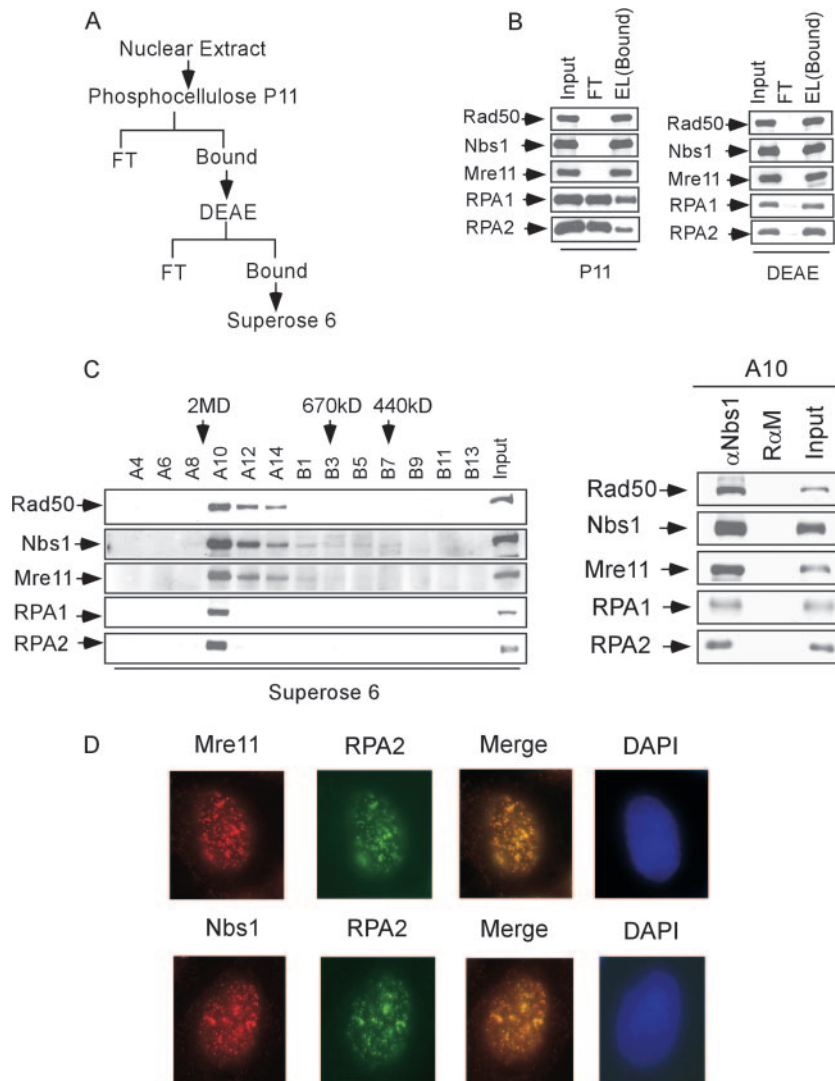 A
Nuclear Extract
Phosphocellulose P11
FT Bound
DEAE
FT Bound
Superose 6
B
Input FT EL(Bound)
Rad50
Nbs1
Mre11
RPA1
RPA2
P11
Input FT EL(Bound)
Rad50
Nbs1
Mre11
RPA1
RPA2
DEAE
C
2MD 670kD 440kD
A4 A6 A8 A10 A12 A14 B1 B3 B5 B7 B9 B11 B13 Input
Rad50
Nbs1
Mre11
RPA1
RPA2
Superose 6
A10
αNbs1 RαM Input
Rad50
Nbs1
Mre11
RPA1
RPA2
D
Mre11 RPA2 Merge DAPI
Nbs1 RPA2 Merge DAPI